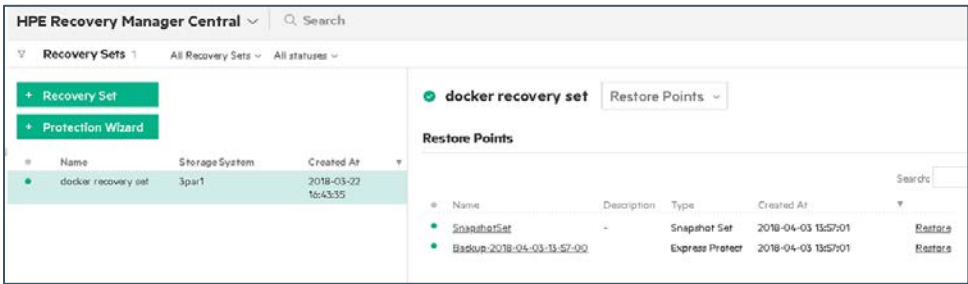 HPE Recovery Manager Central Search
Recovery Sets 1 All Recovery Sets All statuses
+ Recovery Set
+ Protection Wizard
Name Storage System Created At
docker recovery set 3par1 2018-03-22
16:43:35
docker recovery set Restore Points
Restore Points
Search:
Name Description Type Created At
SnapshotSet - Snapshot Set 2018-04-03 13:57:01 Restore
Backup-2018-04-03-13-57-00 Express Protect 2018-04-03 13:57:01 Restore